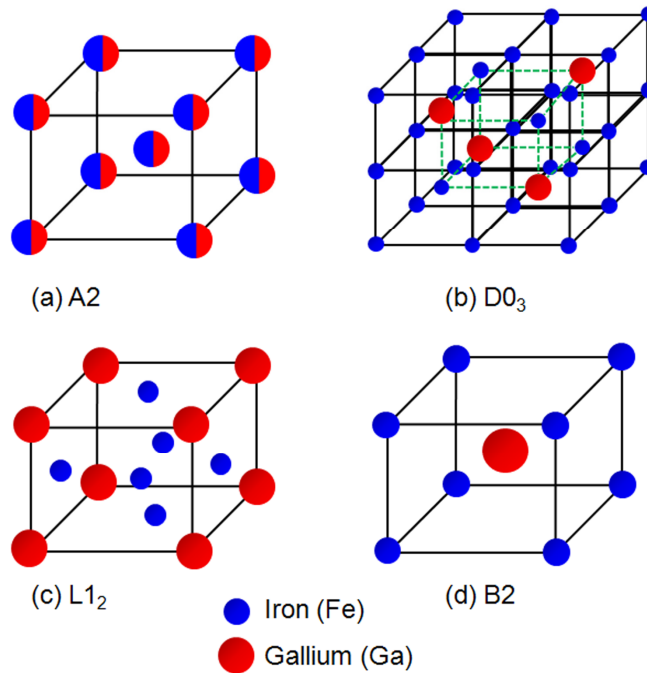 (a) A2
(b) D0₃
(c) L1₂
(d) B2
Iron (Fe)
Gallium (Ga)